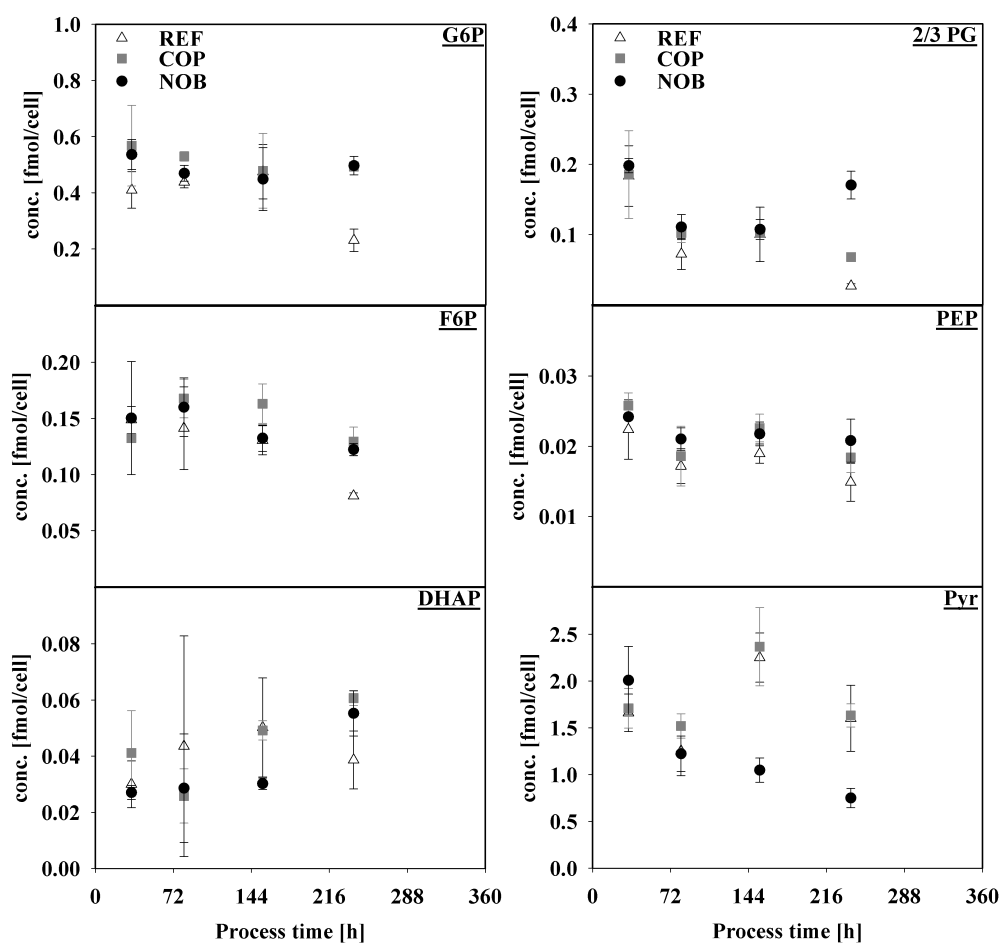 1.0
0.8
0.6
0.4
0.2
conc. [fmol/cell]
REF
COP
NOB
G6P
0.4
0.3
0.2
0.1
conc. [fmol/cell]
REF
COP
NOB
2/3 PG
0.20
0.15
0.10
0.05
conc. [fmol/cell]
F6P
0.03
0.02
0.01
conc. [fmol/cell]
PEP
0.08
0.06
0.04
0.02
0.00
conc. [fmol/cell]
DHAP
0 72 144 216 288 360
Process time [h]
2.5
2.0
1.5
1.0
0.5
0.0
conc. [fmol/cell]
Pyr
0 72 144 216 288 360
Process time [h]